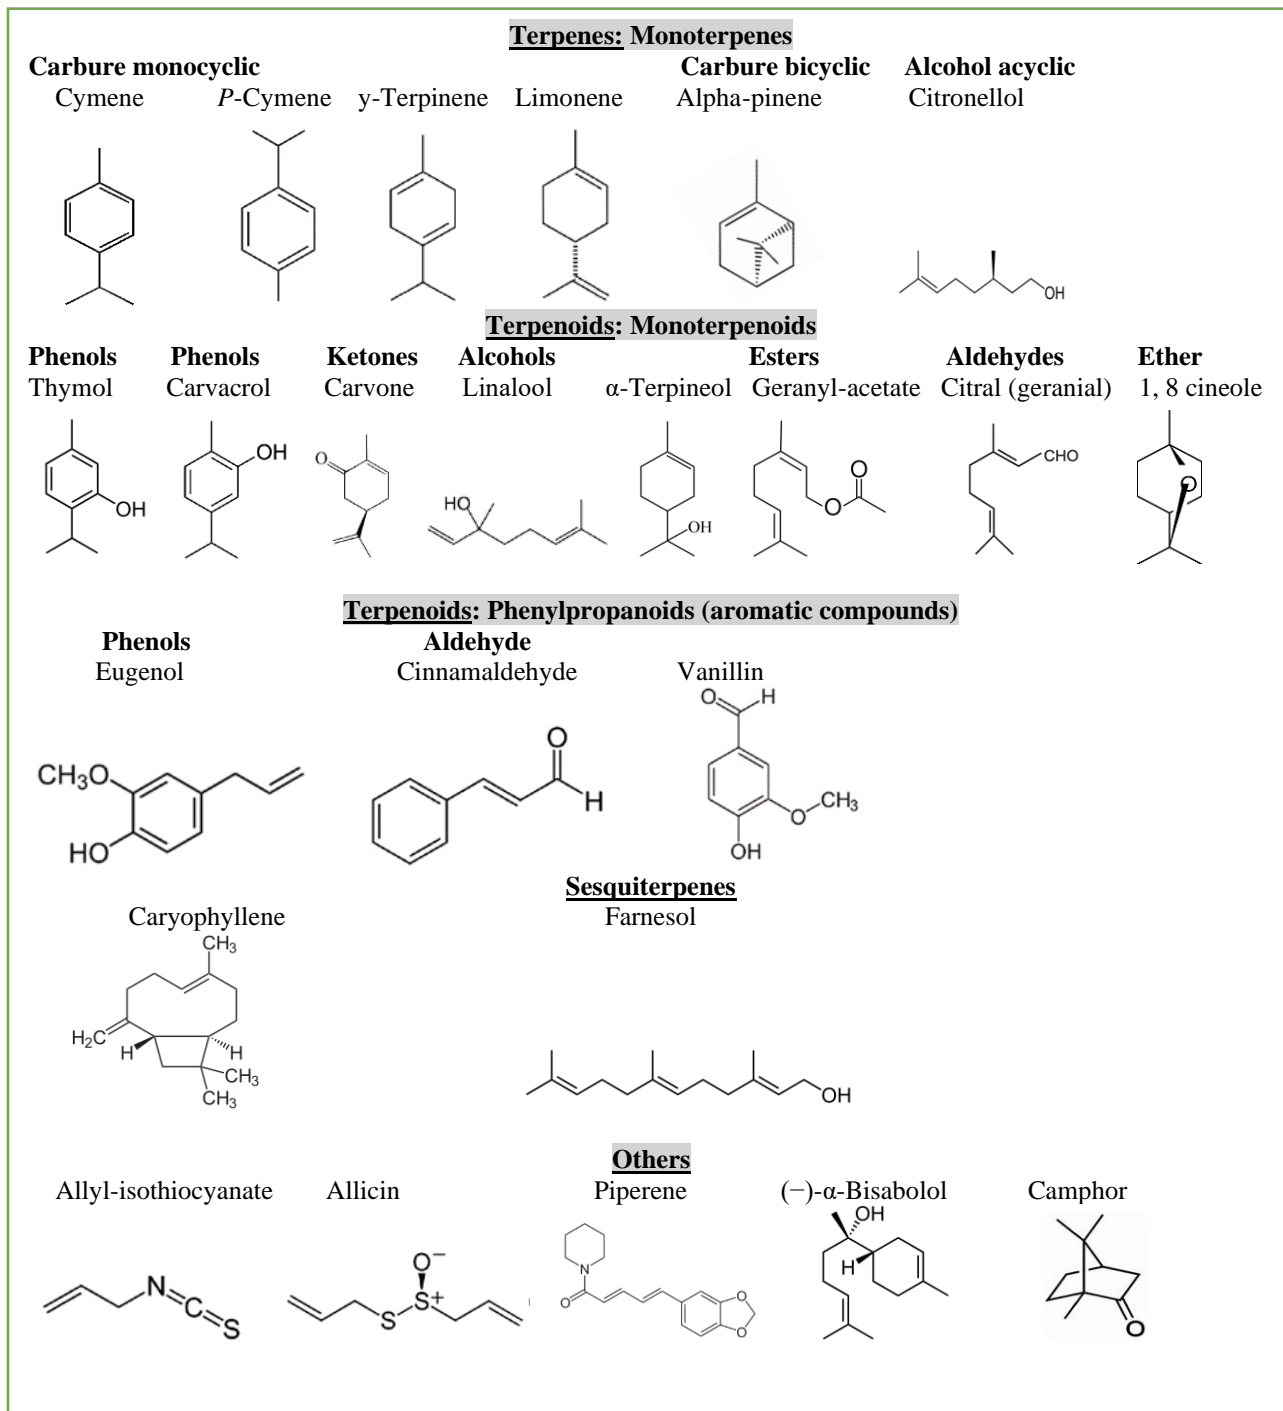 Terpenes: Monoterpenes
Carbure monocyclic Carbure bicyclic Alcohol acyclic
Cymene P-Cymene y-Terpinene Limonene Alpha-pinene Citronellol
OH
Terpenoids: Monoterpenoids
Phenols Phenols Ketones Alcohols Esters Aldehydes Ether
Thymol Carvacrol Carvone Linalool α-Terpineol Geranyl-acetate Citral (geranial) 1, 8 cineole
OH OH O HO OH O O CHO O
Terpenoids: Phenylpropanoids (aromatic compounds)
Phenols Aldehyde
Eugenol Cinnamaldehyde Vanillin
CH3O HO O H O H O CH3 OH
Sesquiterpenes
Caryophyllene Farnesol
CH3 H2C H H CH3 CH3 OH
Others
Allyl-isothiocyanate Allicin Piperene (−)-α-Bisabolol Camphor
N C S O− S S+ N O O O OH H O